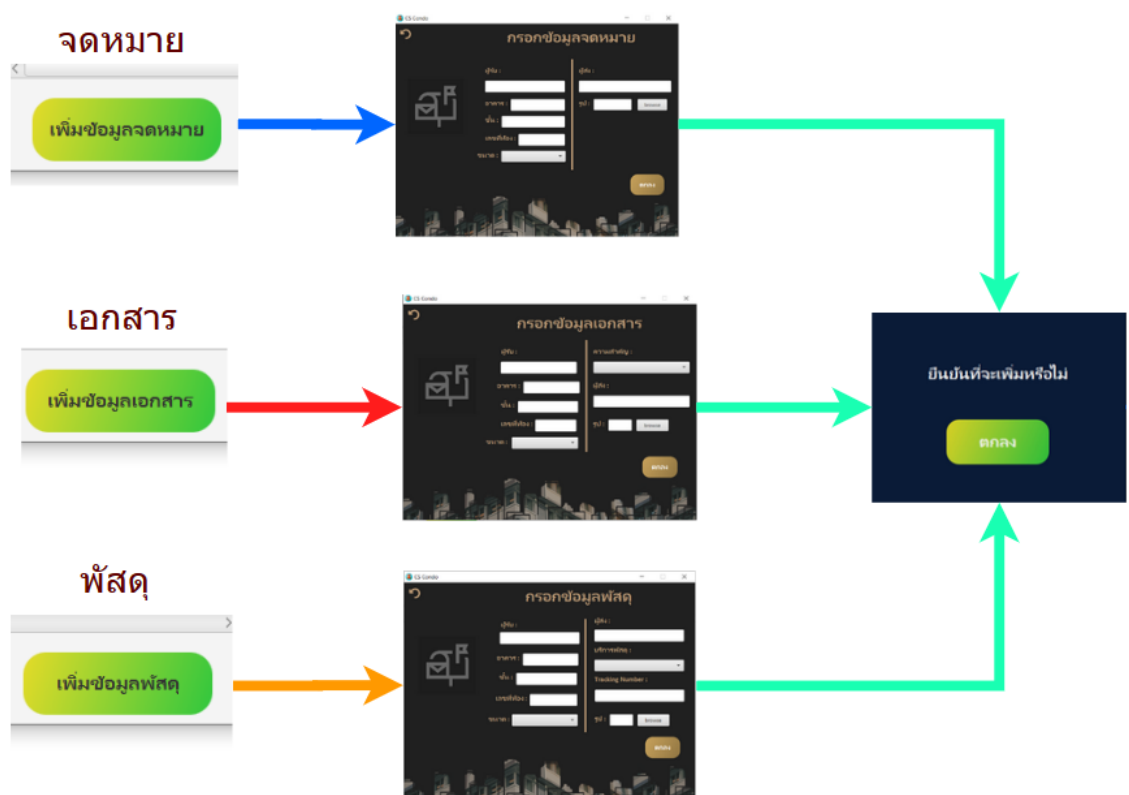 จดหมาย
เพิ่มข้อมูลจดหมาย
CS Condo
กรอกข้อมูลจดหมาย
ผู้รับ :
ผู้ส่ง :
อาคาร :
รูป :
browse
ชั้น :
เลขที่ห้อง :
ขนาด :
ตกลง
เอกสาร
เพิ่มข้อมูลเอกสาร
CS Condo
กรอกข้อมูลเอกสาร
ผู้รับ :
ความสำคัญ :
อาคาร :
ผู้ส่ง :
ชั้น :
เลขที่ห้อง :
รูป :
browse
ขนาด :
ตกลง
ยืนยันที่จะเพิ่มหรือไม่
ตกลง
พัสดุ
เพิ่มข้อมูลพัสดุ
CS Condo
กรอกข้อมูลพัสดุ
ผู้รับ :
ผู้ส่ง :
อาคาร :
บริการพัสดุ :
ชั้น :
Tracking Number :
เลขที่ห้อง :
ขนาด :
รูป :
browse
ตกลง